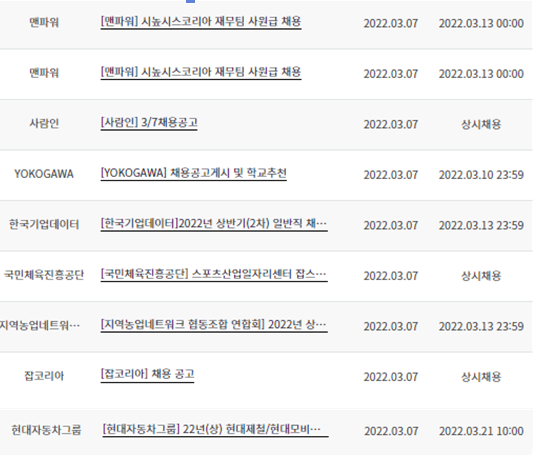 맨파워 [맨파워] 시높시스코리아 재무팀 사원급 채용 2022.03.07 2022.03.13 00:00
맨파워 [맨파워] 시높시스코리아 재무팀 사원급 채용 2022.03.07 2022.03.13 00:00
사람인 [사람인] 3/7채용공고 2022.03.07 상시채용
YOKOGAWA [YOKOGAWA] 채용공고게시 및 학교추천 2022.03.07 2022.03.10 23:59
한국기업데이터 [한국기업데이터]2022년 상반기(2차) 일반직 채⋯ 2022.03.07 2022.03.13 23:59
국민체육진흥공단 [국민체육진흥공단] 스포츠산업일자리센터 잡스⋯ 2022.03.07 상시채용
지역농업네트워⋯ [지역농업네트워크 협동조합 연합회] 2022년 상⋯ 2022.03.07 2022.03.13 23:59
잡코리아 [잡코리아] 채용 공고 2022.03.07 상시채용
현대자동차그룹 [현대자동차그룹] 22년(상) 현대제철/현대모비⋯ 2022.03.07 2022.03.21 10:00